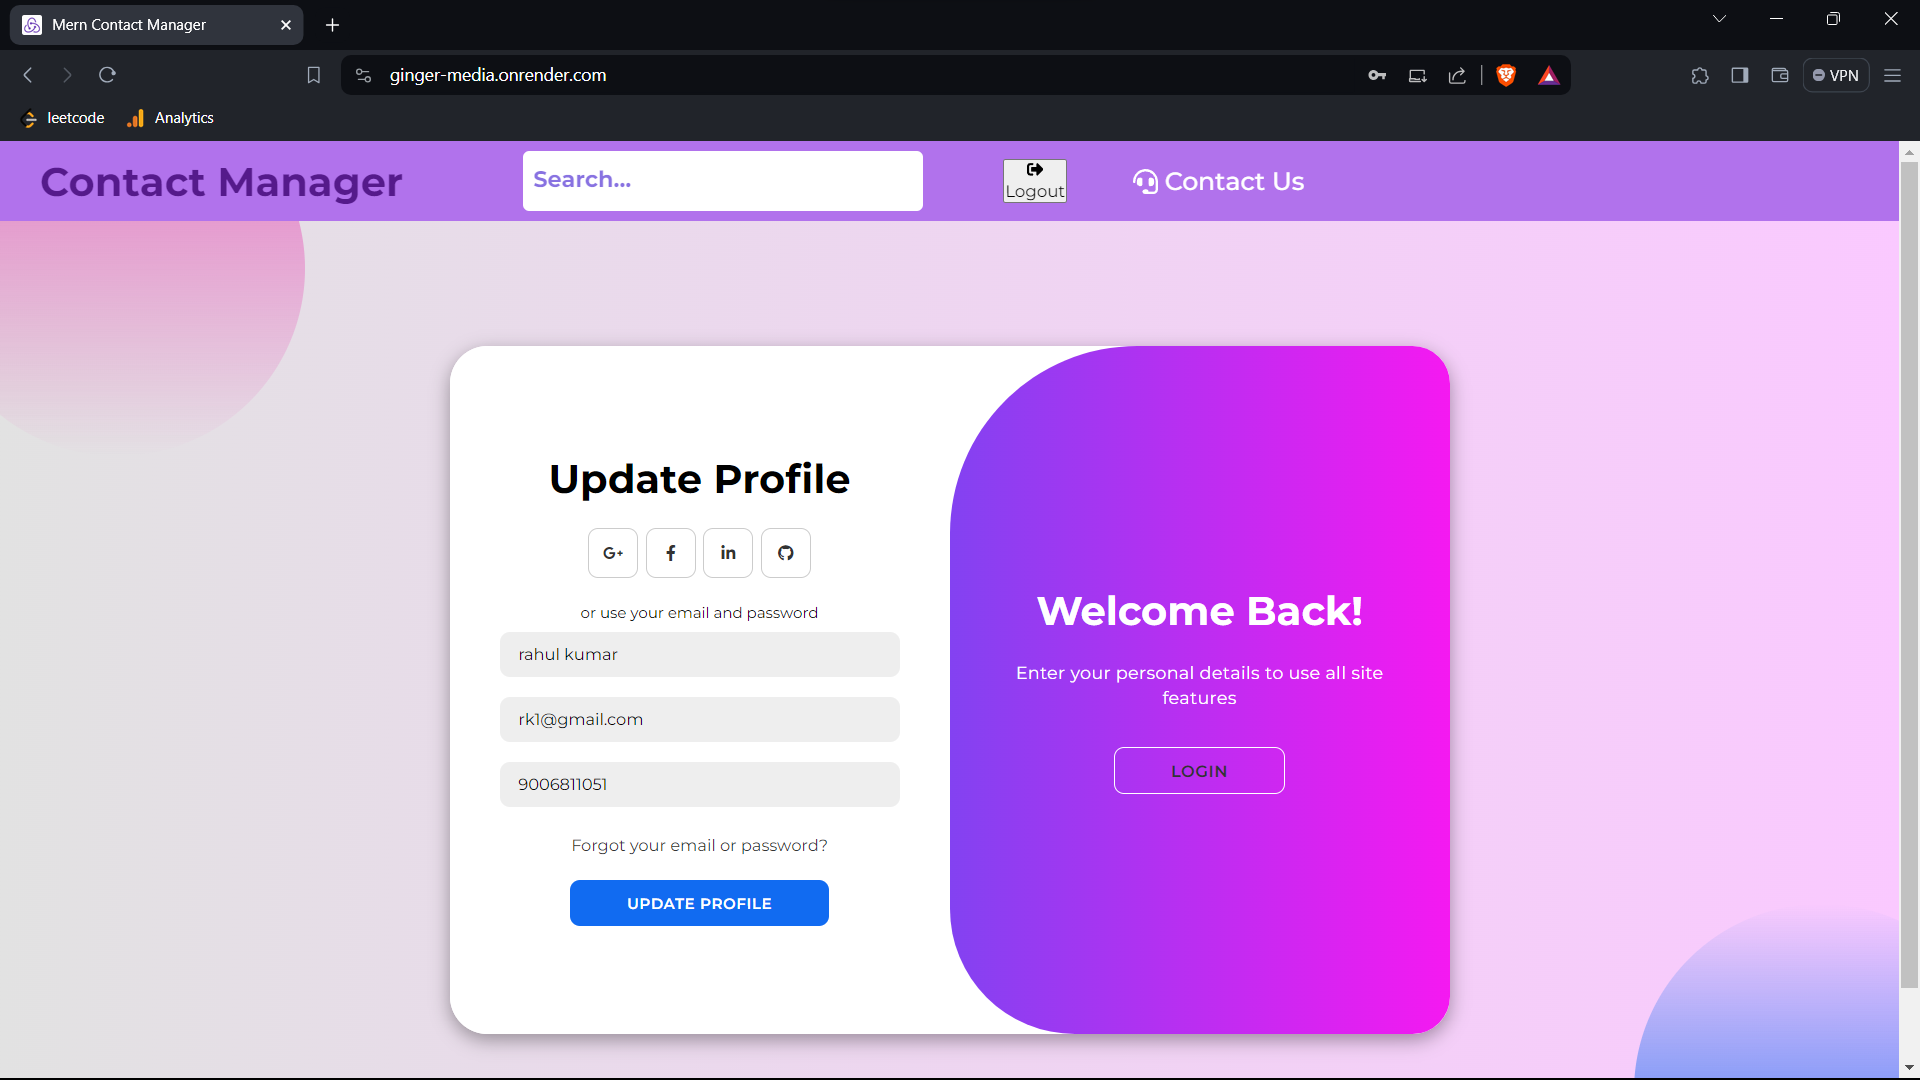 Mern Contact Manager
ginger-media.onrender.com
VPN
leetcode
Analytics
Contact Manager
Search...
Logout
Contact Us
Update Profile
G+
f
in
or use your email and password
rahul kumar
rk1@gmail.com
9006811051
Forgot your email or password?
UPDATE PROFILE
Welcome Back!
Enter your personal details to use all site
features
LOGIN